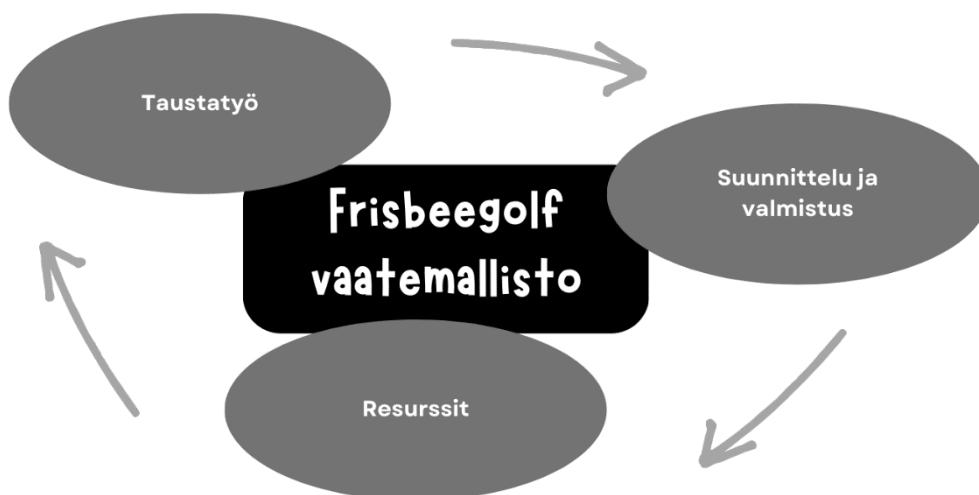 Taustatyö
Suunnittelu ja
valmistus
Frisbeegolf
vaatemallisto
Resurssit